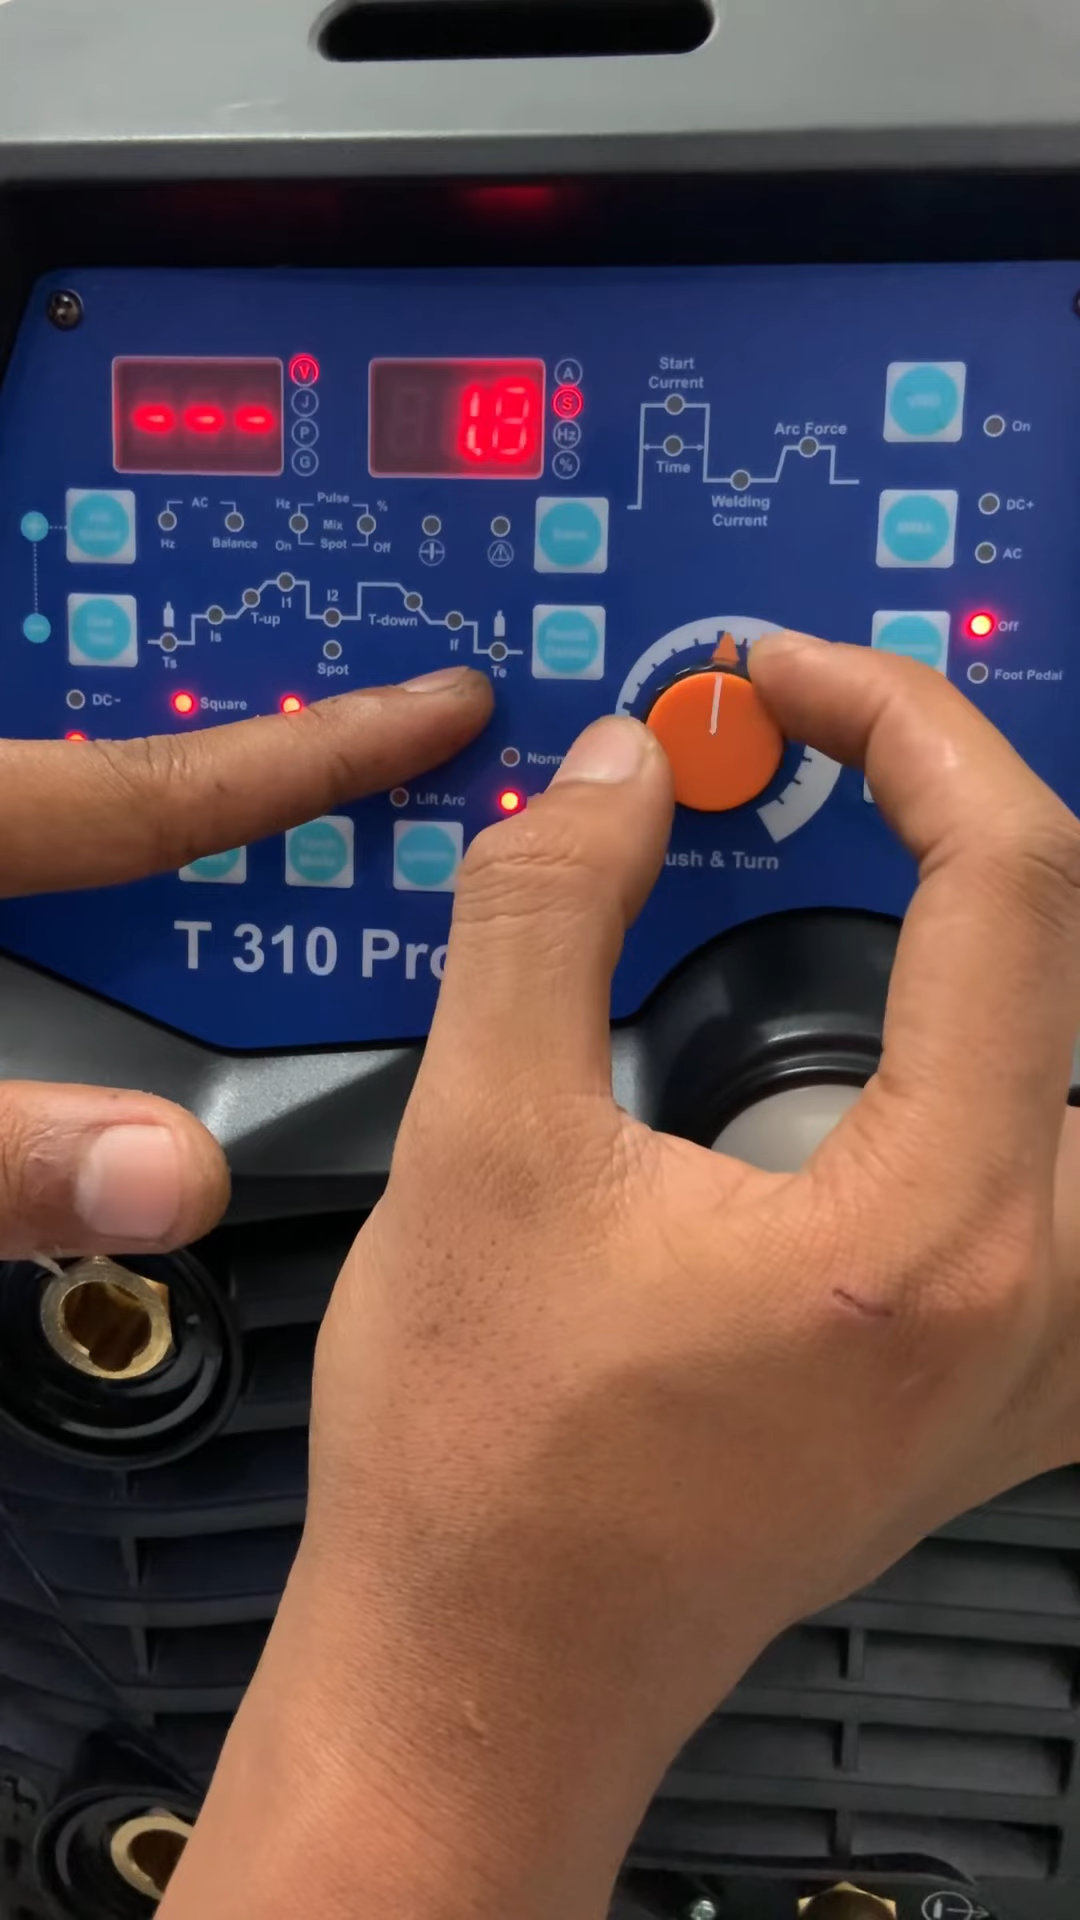 ---
V
J
P
G
1.8
A
S
Hz
%
Start
Current
Time
Welding
Current
Arc Force
VRD
On
DC+
AC
Off
Foot Pedal
AC
Hz
Balance
Pulse
Hz
%
Mix
On
Spot
Off
Ts
Is
T-up
I1
I2
Spot
T-down
If
Te
DC-
Square
Lift Arc
ush & Turn
T 310 Pro